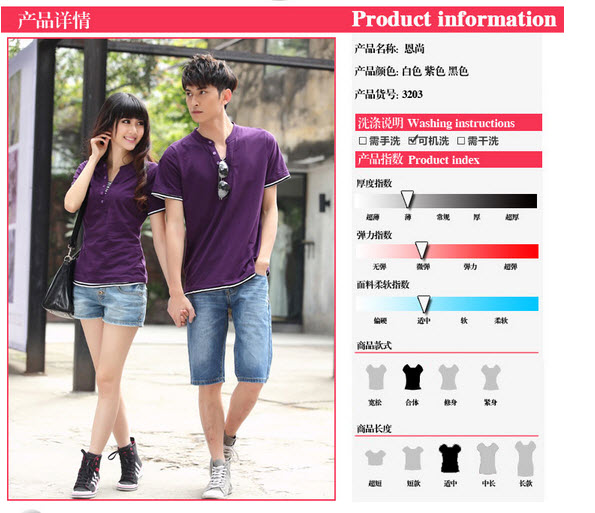 产品详情
Product information
产品名称: 恩尚
产品颜色: 白色 紫色 黑色
产品货号: 3203
洗涤说明 Washing instructions
需手洗 可机洗 需干洗
产品指数 Product index
厚度指数
超薄 薄 常规 厚 超厚
弹力指数
无弹 微弹 弹力 超弹
面料柔软指数
偏硬 适中 软 柔软
商品款式
宽松 合体 修身 紧身
商品长度
超短 短款 适中 中长 长款